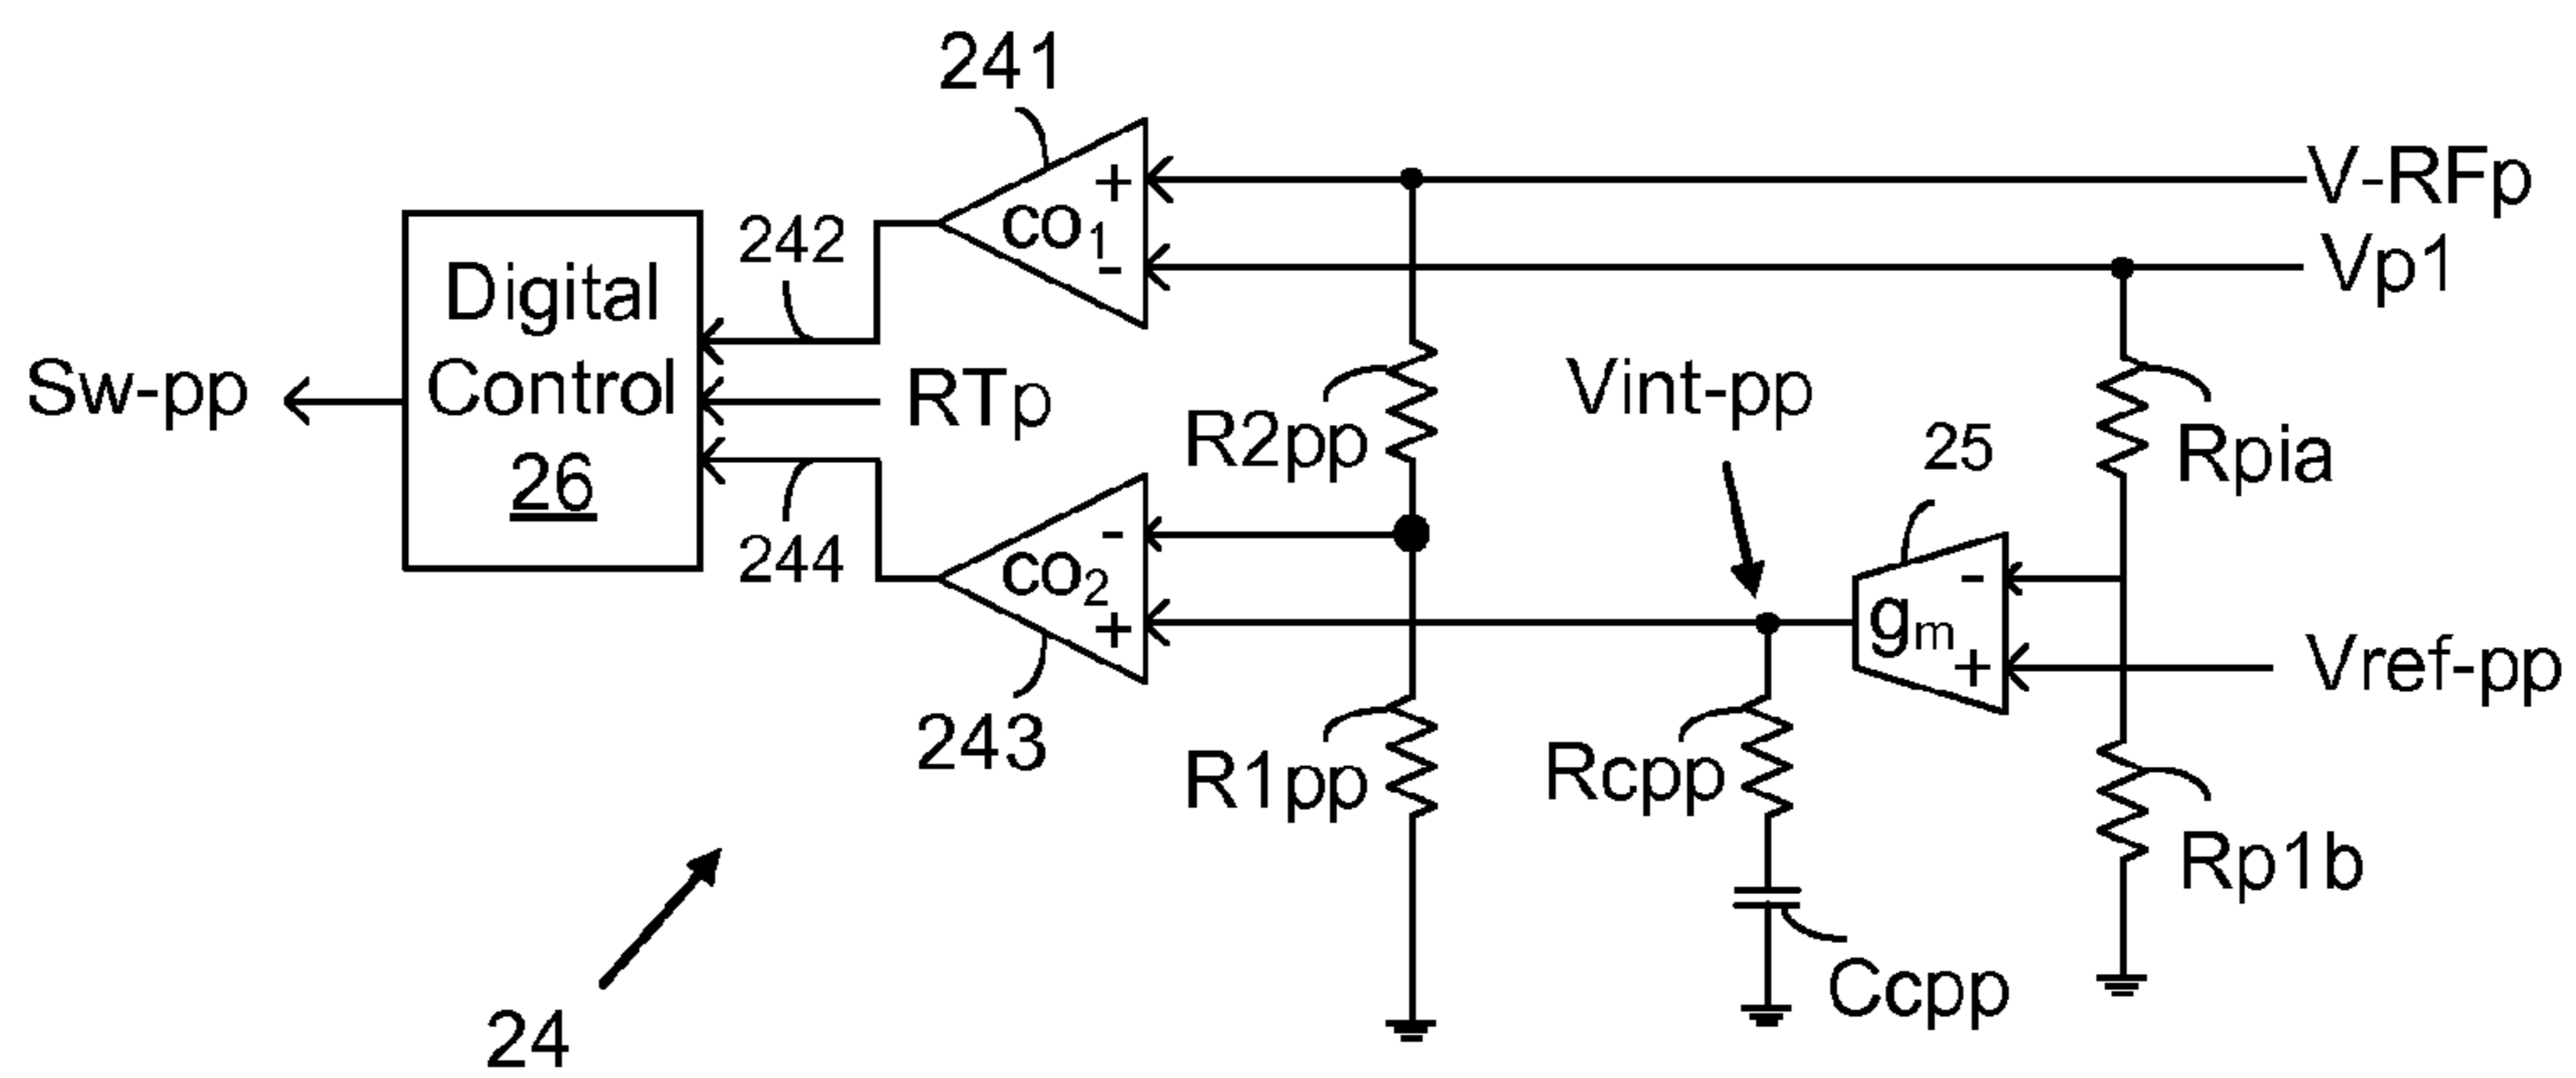 241
V-RFp
+
co1
-
Vp1
242
Digital
Control
26
Sw-pp
RTp
244
R2pp
Vint-pp
25
Rpia
-
co2
+
243
-
gm
+
Vref-pp
R1pp
Rcpp
Rp1b
Ccpp
24